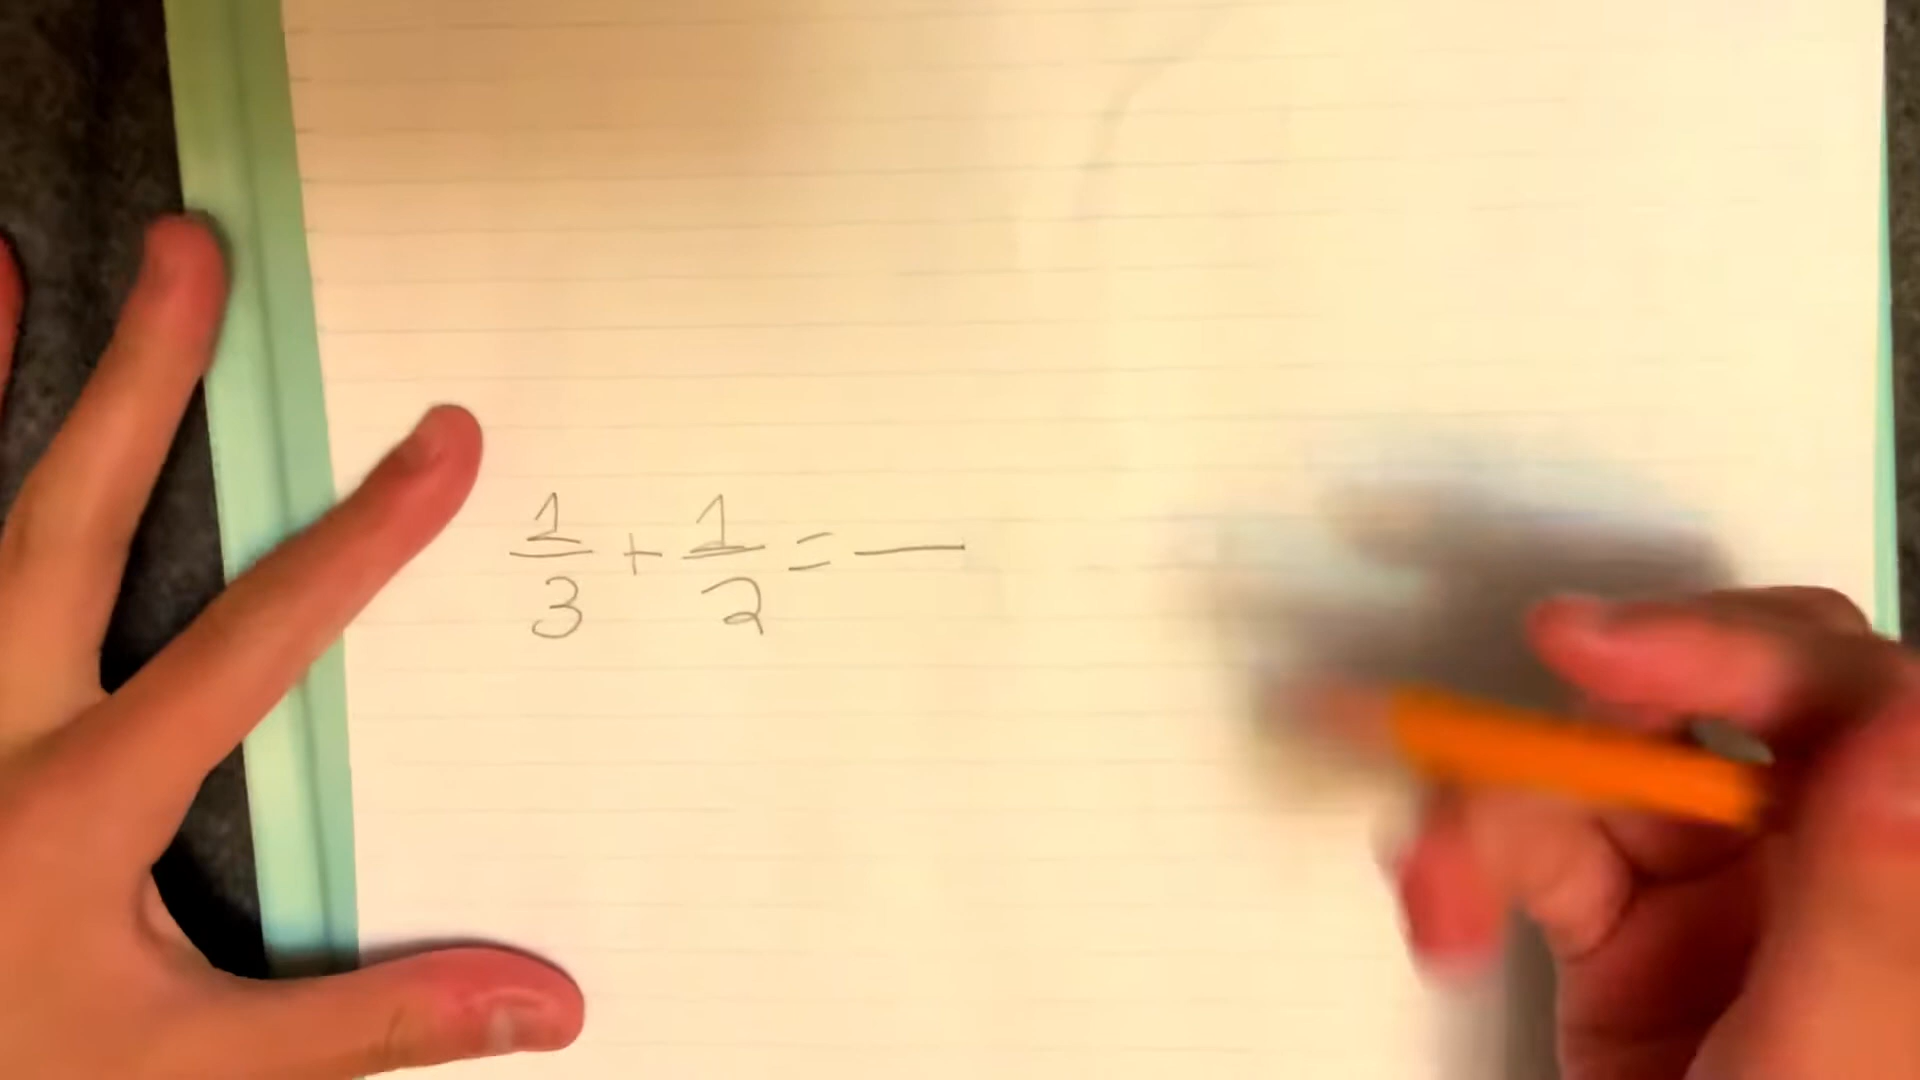 1/3 + 1/2 = —